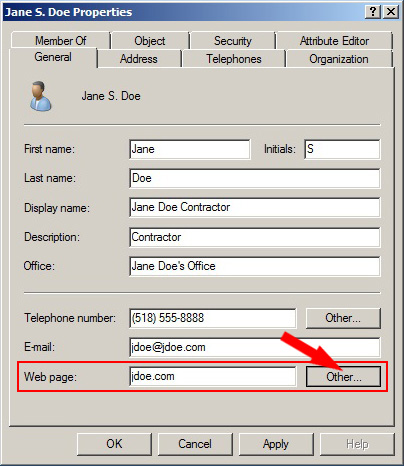 Jane S. Doe Properties
Member Of Object Security Attribute Editor
General Address Telephones Organization
Jane S. Doe
First name: Jane Initials: S
Last name: Doe
Display name: Jane Doe Contractor
Description: Contractor
Office: Jane Doe's Office
Telephone number: (518) 555-8888 Other...
E-mail: jdoe@jdoe.com
Web page: jdoe.com Other...
OK Cancel Apply Help